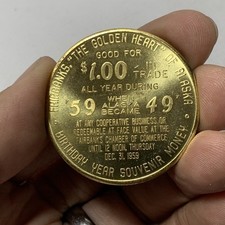 FAIRBANKS, "THE GOLDEN HEART" OF ALASKA
GOOD FOR
$1.00 IN TRADE
ALL YEAR DURING
'59 WHEN ALASKA BECAME 49
AT ANY COOPERATIVE BUSINESS OR
REDEEMABLE AT FACE VALUE AT THE
FAIRBANKS CHAMBER OF COMMERCE
UNTIL 12 NOON, THURSDAY
DEC. 31, 1959
BIRTHDAY YEAR SOUVENIR MONEY